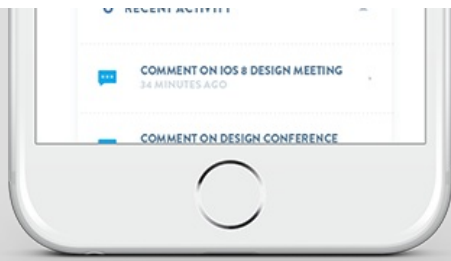 RECENT ACTIVITY
COMMENT ON IOS 8 DESIGN MEETING
34 MINUTES AGO
COMMENT ON DESIGN CONFERENCE